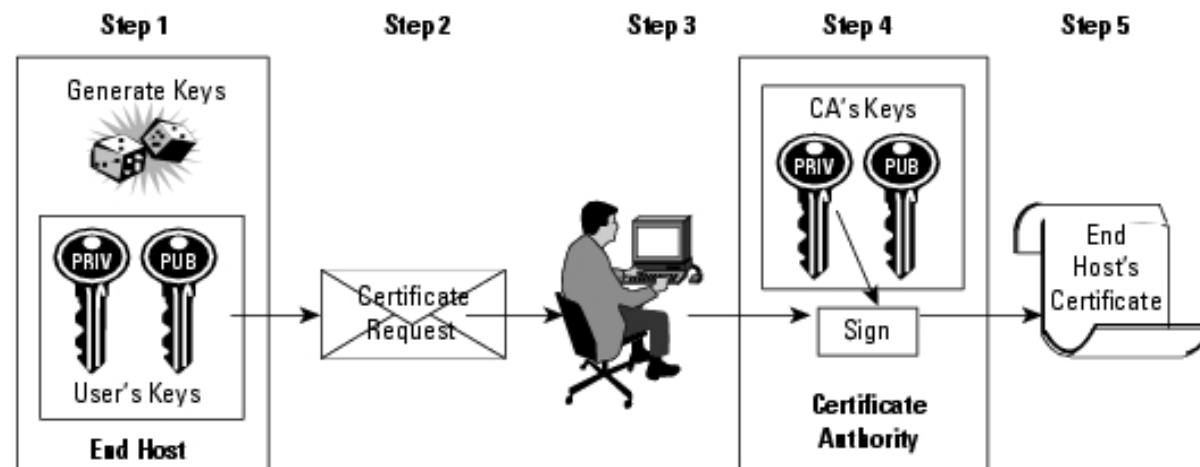 Step 1
Step 2
Step 3
Step 4
Step 5
Generate Keys
PRIV
PUB
User's Keys
End Host
Certificate
Request
CA's Keys
PRIV
PUB
Sign
Certificate
Authority
End
Host's
Certificate